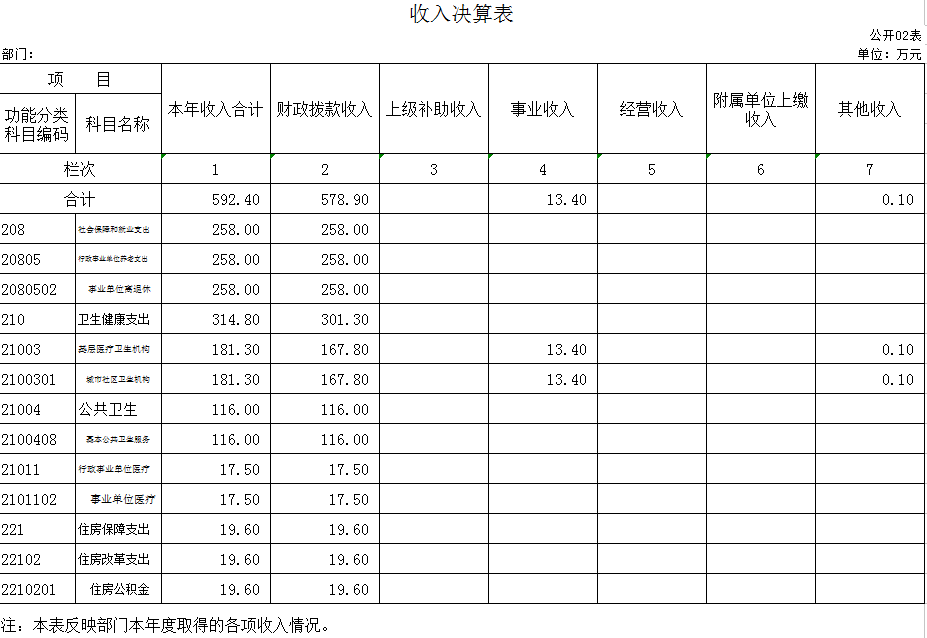 收入决算表
公开02表
部门： 单位：万元
项 目 本年收入合计 财政拨款收入 上级补助收入 事业收入 经营收入 附属单位上缴收入 其他收入
功能分类科目编码 科目名称
栏次 1 2 3 4 5 6 7
合计 592.40 578.90 13.40 0.10
208 社会保障和就业支出 258.00 258.00
20805 行政事业单位养老支出 258.00 258.00
2080502 事业单位离退休 258.00 258.00
210 卫生健康支出 314.80 301.30
21003 基层医疗卫生机构 181.30 167.80 13.40 0.10
2100301 城市社区卫生机构 181.30 167.80 13.40 0.10
21004 公共卫生 116.00 116.00
2100408 基本公共卫生服务 116.00 116.00
21011 行政事业单位医疗 17.50 17.50
2101102 事业单位医疗 17.50 17.50
221 住房保障支出 19.60 19.60
22102 住房改革支出 19.60 19.60
2210201 住房公积金 19.60 19.60
注：本表反映部门本年度取得的各项收入情况。